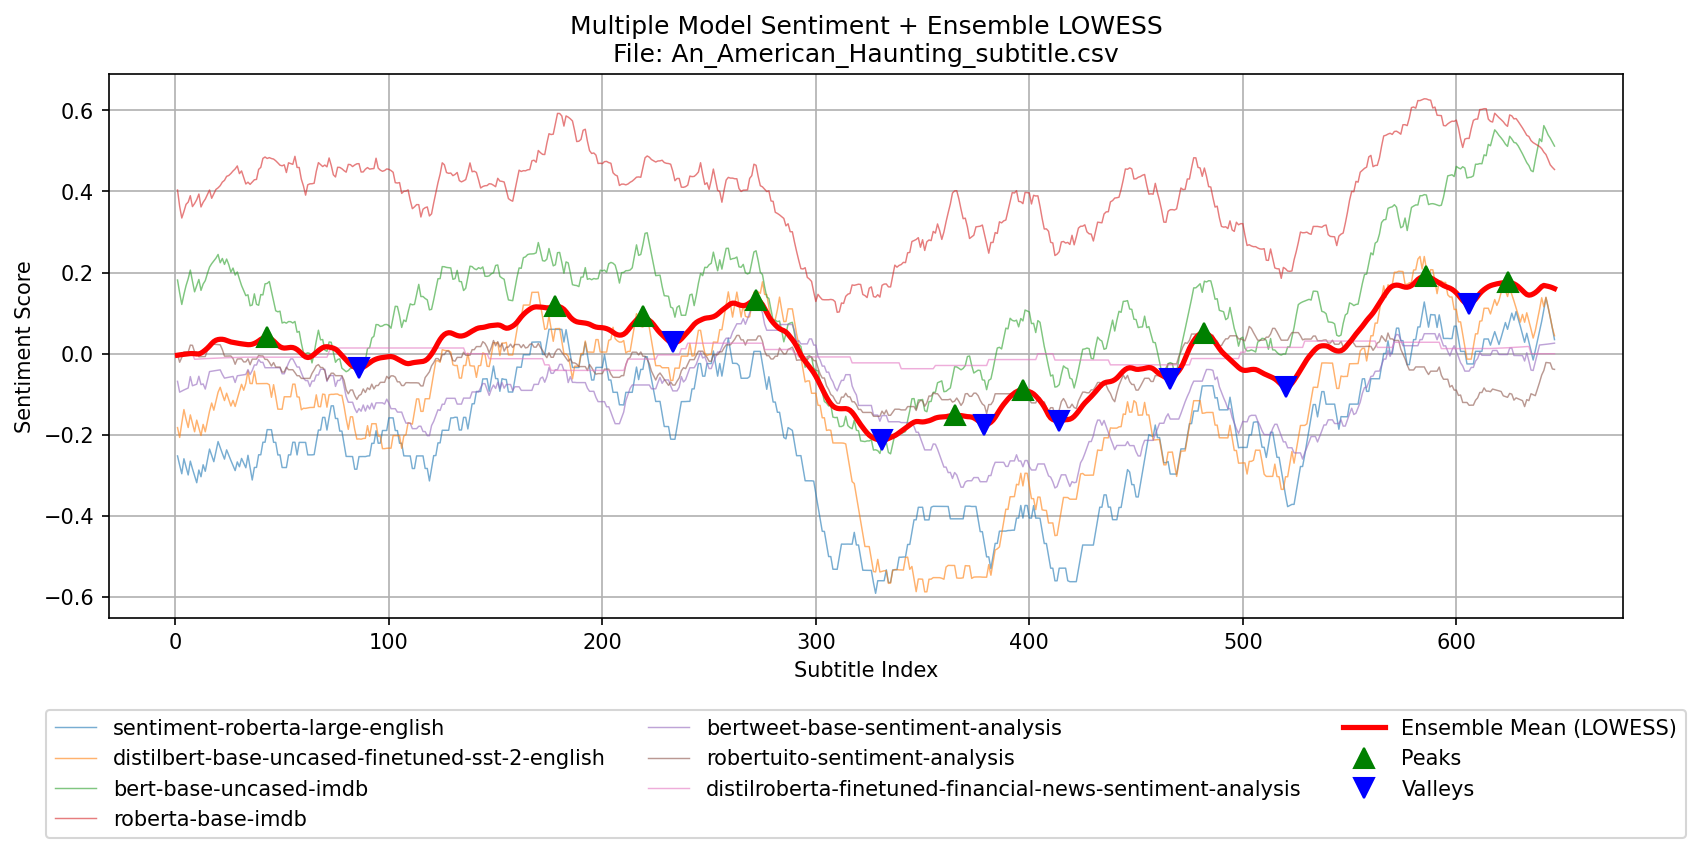 Multiple Model Sentiment + Ensemble LOWESS
File: An_American_Haunting_subtitle.csv
Sentiment Score
0.6
0.4
0.2
0.0
−0.2
−0.4
−0.6
0 100 200 300 400 500 600
Subtitle Index
sentiment-roberta-large-english
distilbert-base-uncased-finetuned-sst-2-english
bert-base-uncased-imdb
roberta-base-imdb
bertweet-base-sentiment-analysis
robertuito-sentiment-analysis
distilroberta-finetuned-financial-news-sentiment-analysis
Ensemble Mean (LOWESS)
Peaks
Valleys